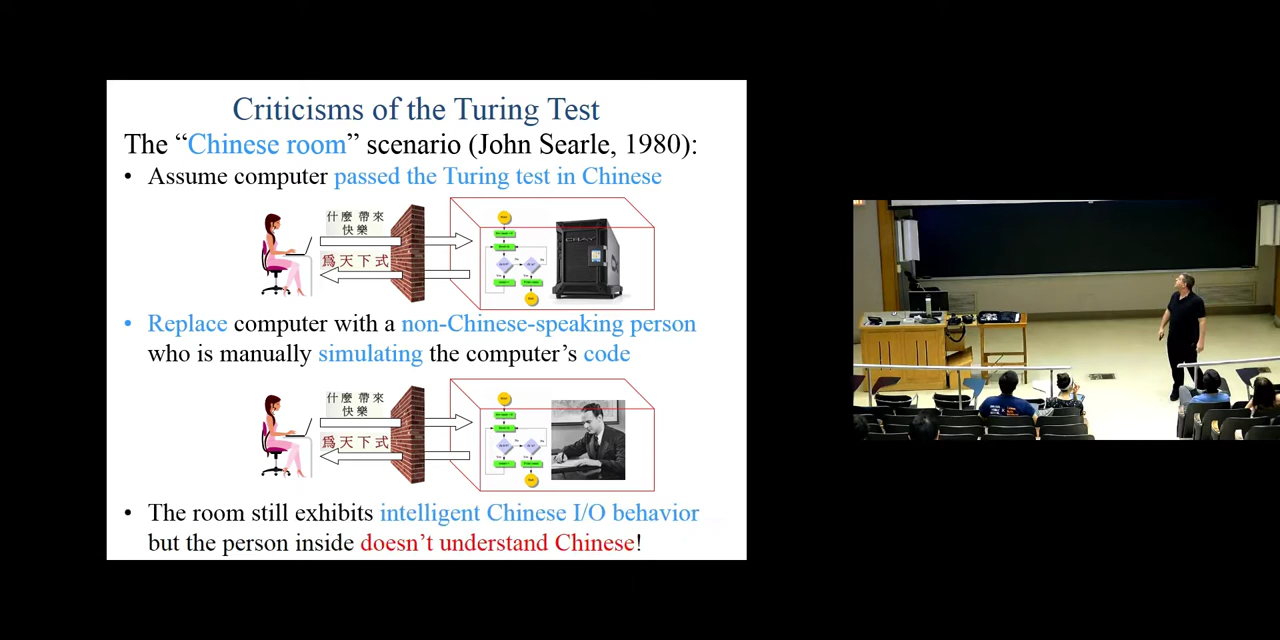 Criticisms of the Turing Test
The “Chinese room” scenario (John Searle, 1980):
• Assume computer passed the Turing test in Chinese
什麼 帶來
快樂
爲 天 下 式
CRAY
• Replace computer with a non-Chinese-speaking person
who is manually simulating the computer’s code
什麼 帶來
快樂
爲 天 下 式
• The room still exhibits intelligent Chinese I/O behavior
but the person inside doesn’t understand Chinese!